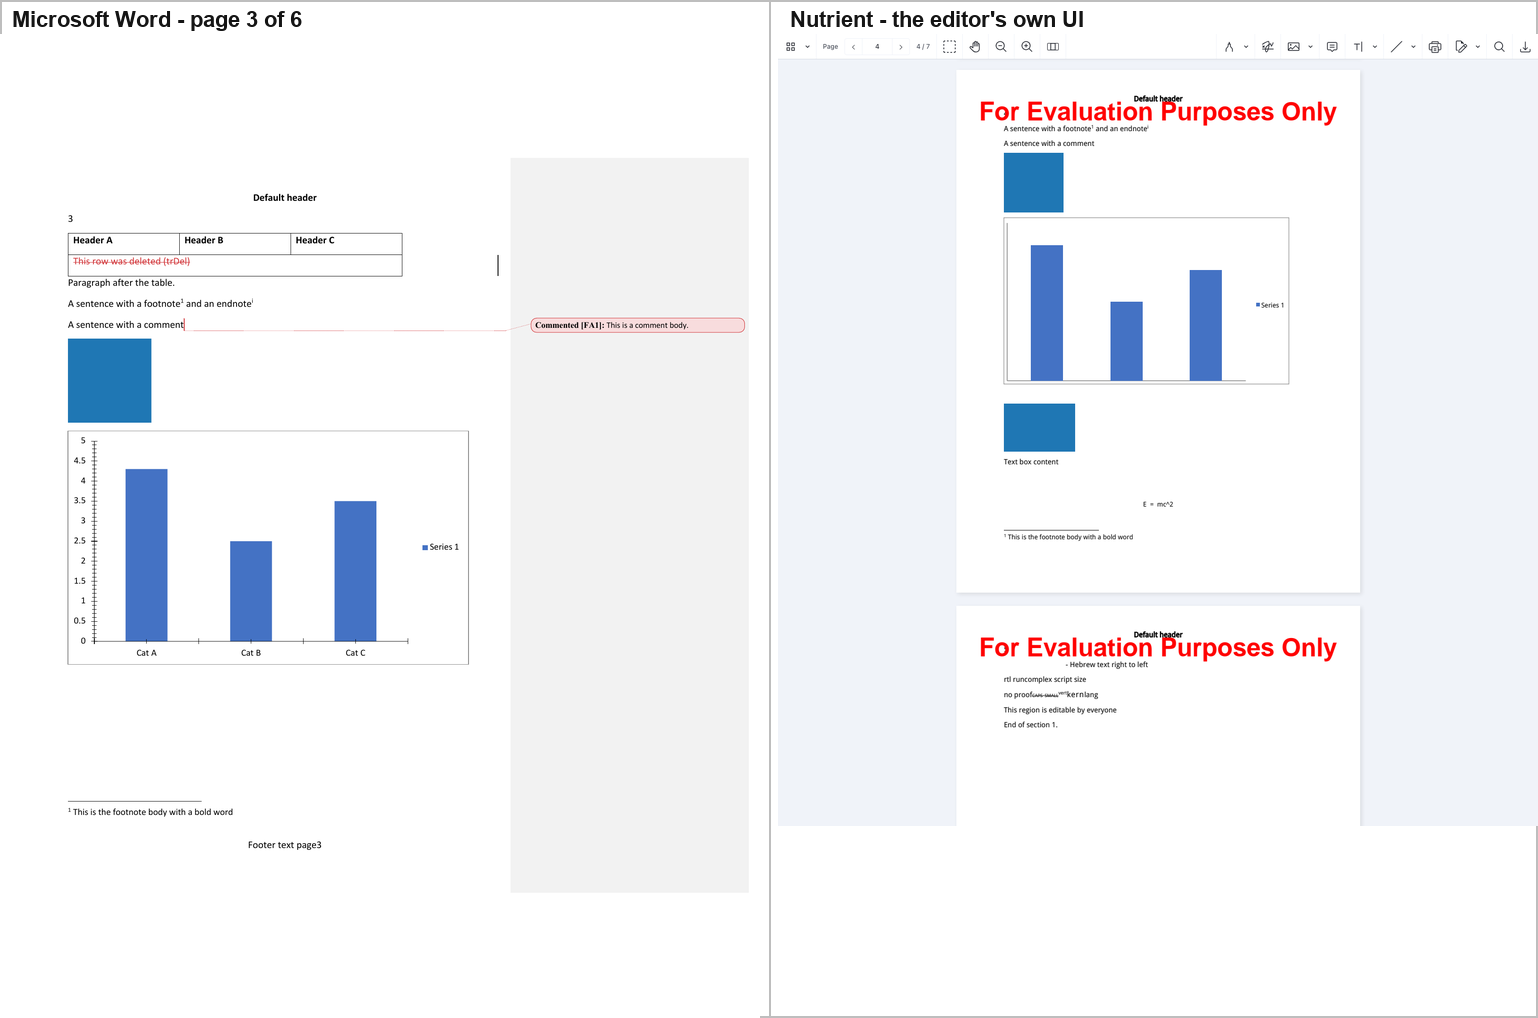 Microsoft Word - page 3 of 6
Default header
3
Header A Header B Header C
This row was deleted (trDel)
Paragraph after the table.
A sentence with a footnote1 and an endnotei
A sentence with a comment
Commented [FA1]: This is a comment body.
5
4.5
4
3.5
3
2.5
2
1.5
1
0.5
0
Cat A Cat B Cat C
Series 1
1 This is the footnote body with a bold word
Footer text page3
Nutrient - the editor's own UI
Page 4 4 / 7
Default header
For Evaluation Purposes Only
A sentence with a footnote1 and an endnotei
A sentence with a comment
Series 1
Text box content
E = mc^2
1 This is the footnote body with a bold word
Default header
For Evaluation Purposes Only
- Hebrew text right to left
rtl runcomplex script size
no proofCAPS SMALLvertkernlang
This region is editable by everyone
End of section 1.